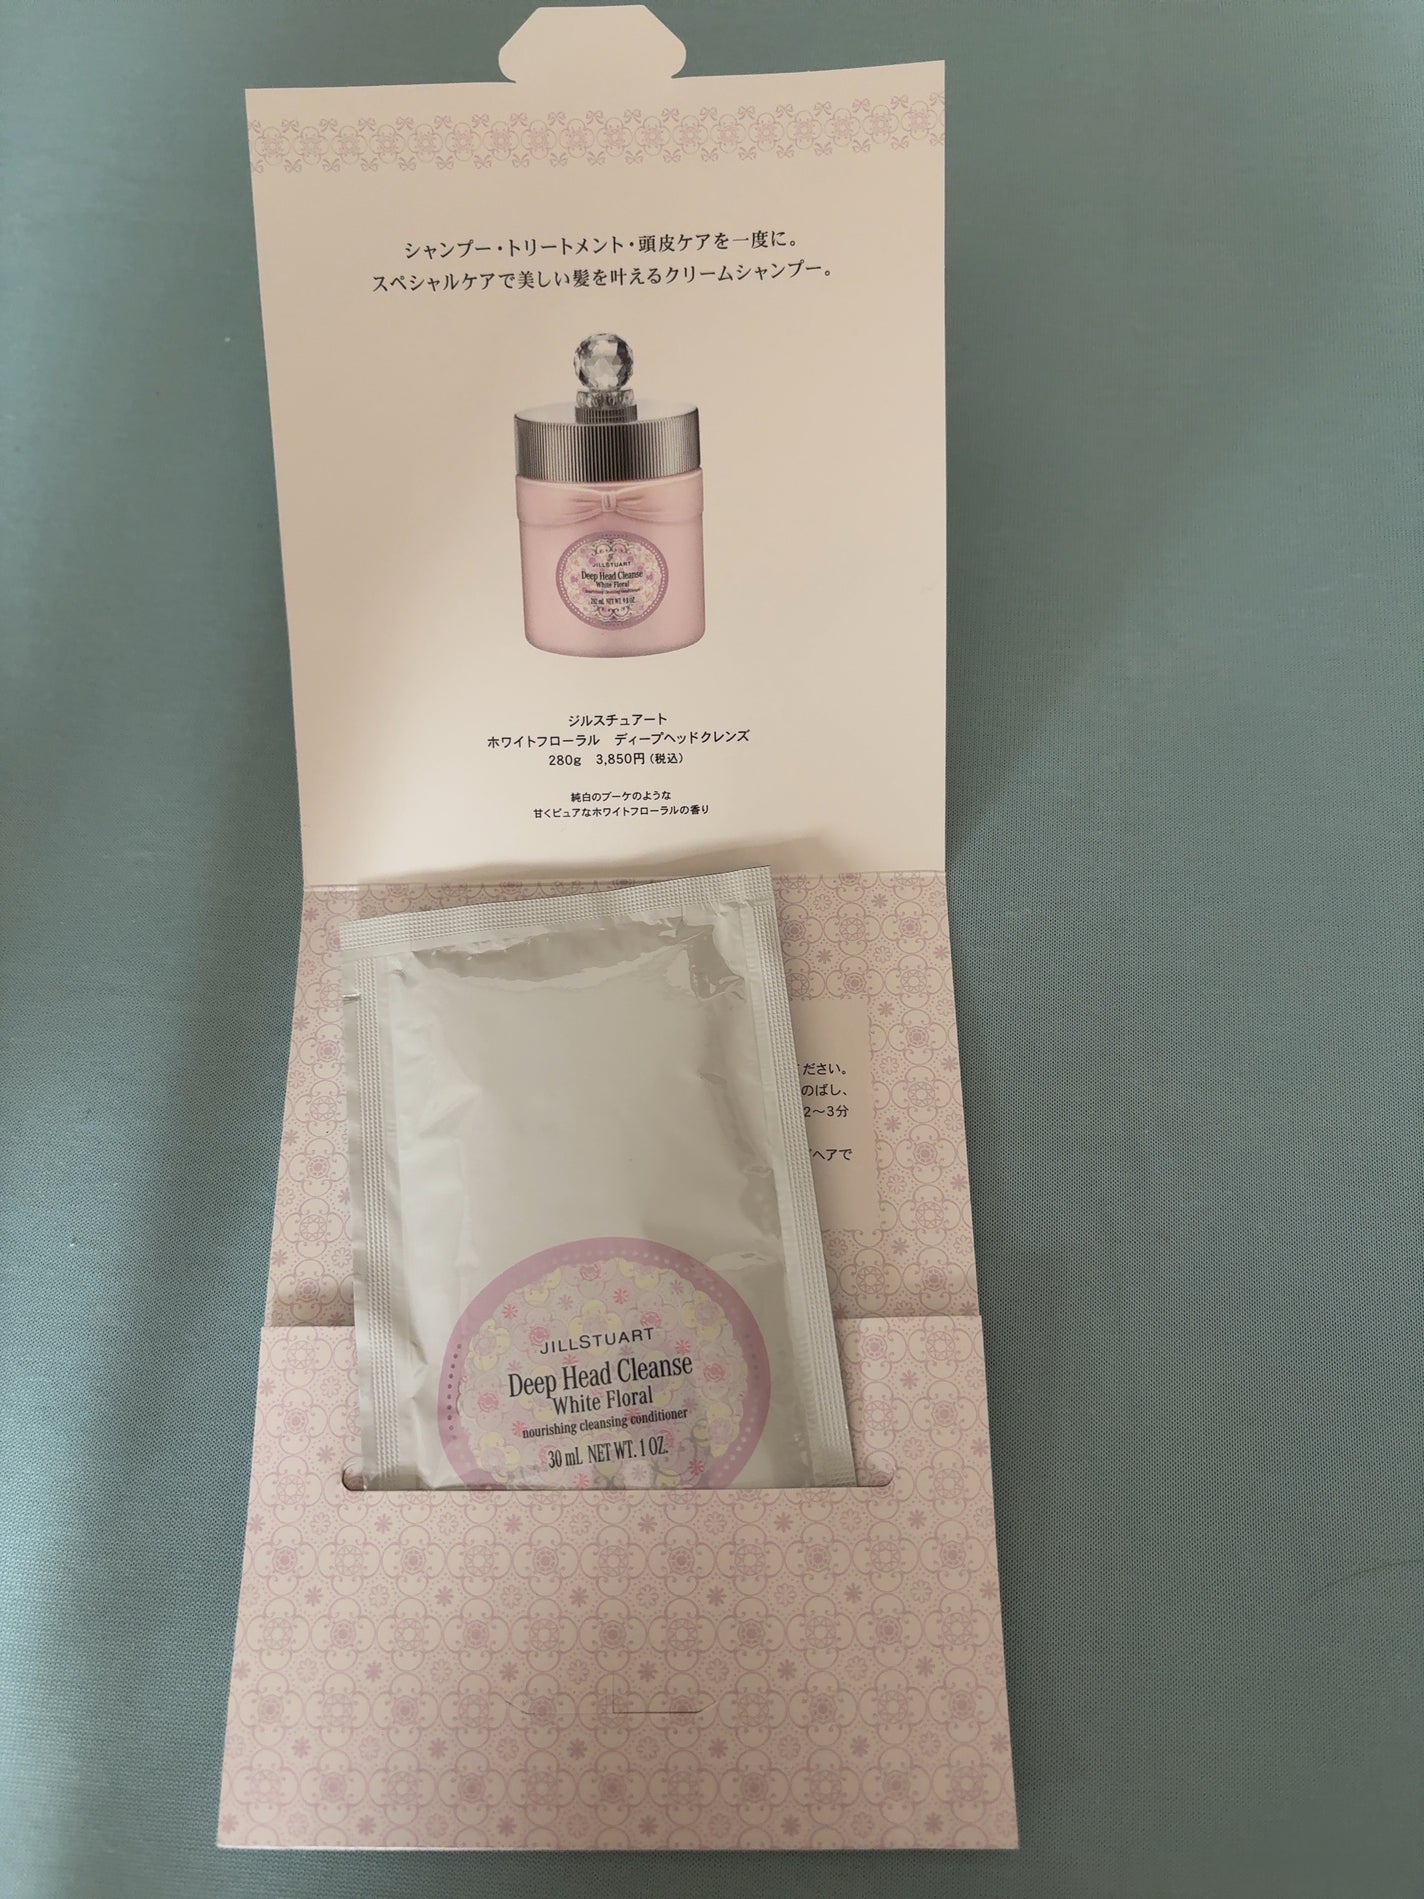 シャンプー・トリートメント・頭皮ケアを一度に。
スペシャルケアで美しい髪を叶えるクリームシャンプー。
JILLSTUART
Deep Head Cleanse
White Floral
nourishing cleansing conditioner
ジルスチュアート
ホワイトフローラル　ディープヘッドクレンズ
280g　3,850円（税込）
純白のブーケのような
甘くピュアなホワイトフローラルの香り
ださい。
のばし、
2～3分
ヘアで
JILLSTUART
Deep Head Cleanse
White Floral
nourishing cleansing conditioner
30 mL NET WT. 1 OZ.